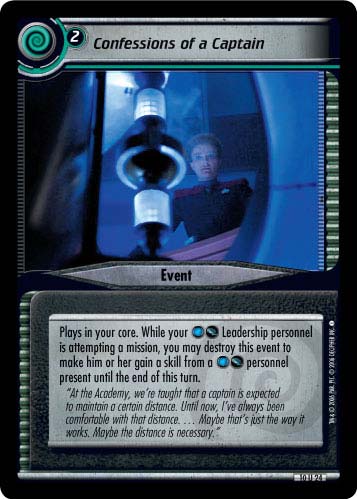 2
Confessions of a Captain
Event
Plays in your core. While your Leadership personnel
is attempting a mission, you may destroy this event to
make him or her gain a skill from a personnel
present until the end of this turn.
"At the Academy, we're taught that a captain is expected
to maintain a certain distance. Until now, I've always been
comfortable with that distance. … Maybe that's just the way it
works. Maybe the distance is necessary."
10 U 24